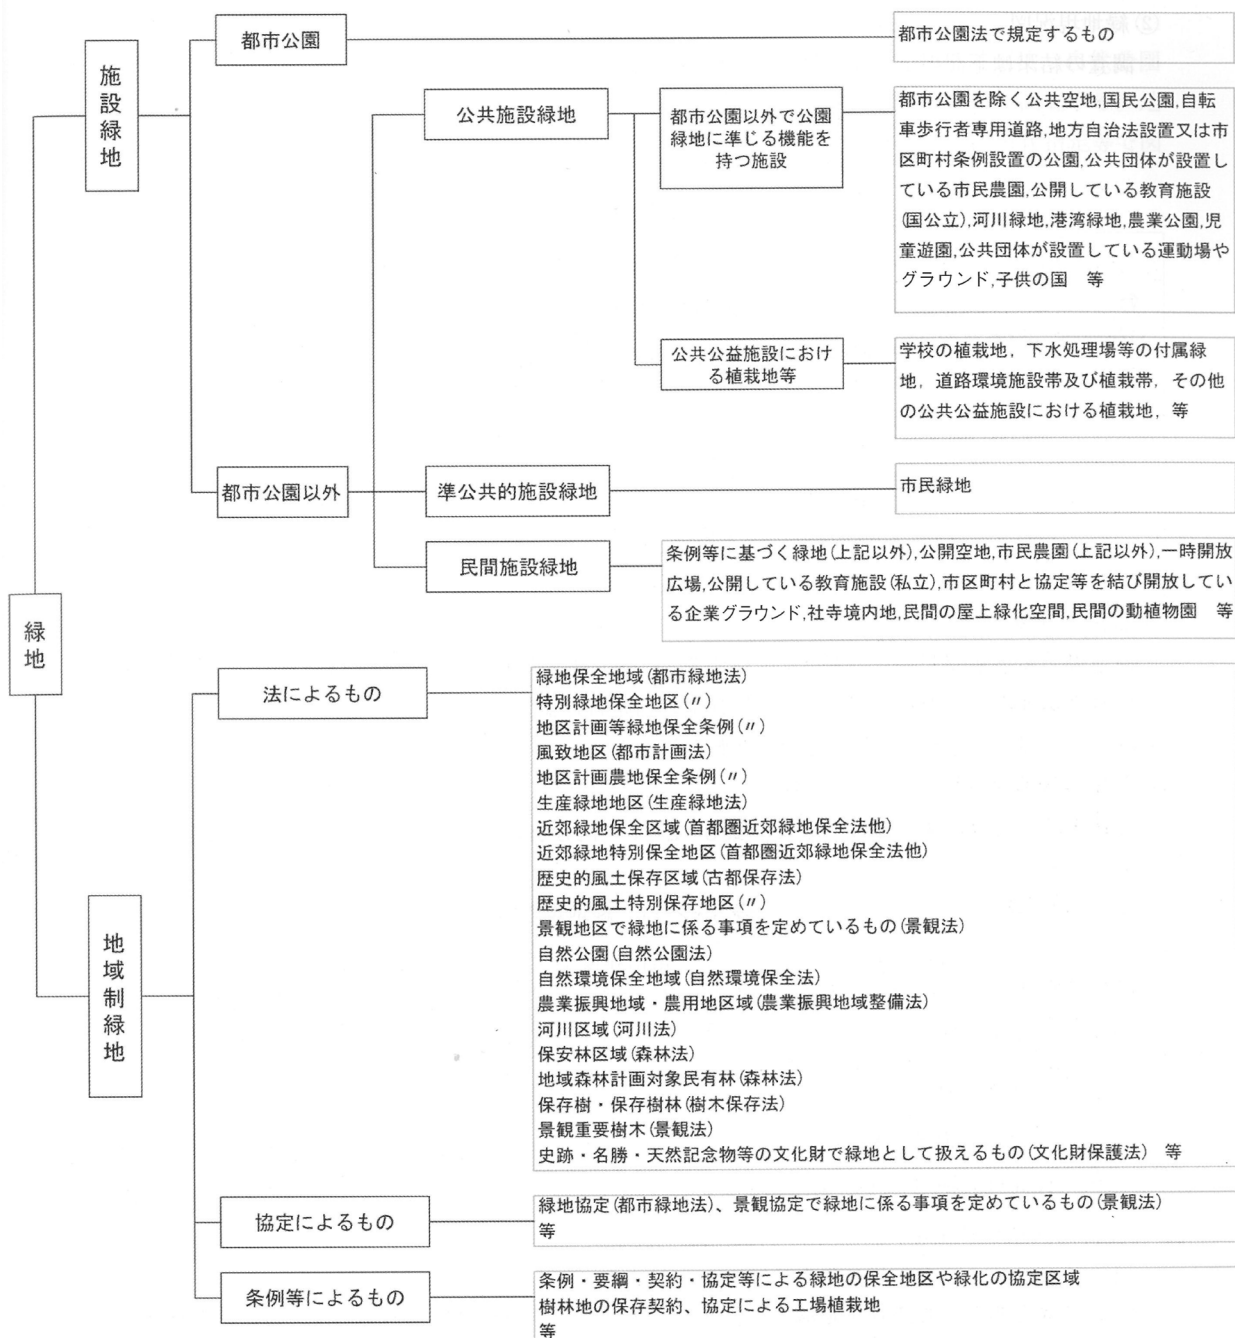 都市公園
都市公園法で規定するもの
施設緑地
公共施設緑地
都市公園以外で公園
緑地に準じる機能を
持つ施設
都市公園を除く公共空地,国民公園,自転
車歩行者専用道路,地方自治法設置又は市
区町村条例設置の公園,公共団体が設置し
ている市民農園,公開している教育施設
(国公立),河川緑地,港湾緑地,農業公園,児
童遊園,公共団体が設置している運動場や
グラウンド,子供の国　等
公共公益施設におけ
る植栽地等
学校の植栽地，下水処理場等の付属緑
地，道路環境施設帯及び植栽帯，その他
の公共公益施設における植栽地，等
都市公園以外
準公共的施設緑地
市民緑地
民間施設緑地
条例等に基づく緑地(上記以外),公開空地,市民農園(上記以外),一時開放
広場,公開している教育施設(私立),市区町村と協定等を結び開放してい
る企業グラウンド,社寺境内地,民間の屋上緑化空間,民間の動植物園　等
緑地
法によるもの
緑地保全地域(都市緑地法)
特別緑地保全地区(〃)
地区計画等緑地保全条例(〃)
風致地区(都市計画法)
地区計画農地保全条例(〃)
生産緑地地区(生産緑地法)
近郊緑地保全区域(首都圏近郊緑地保全法他)
近郊緑地特別保全地区(首都圏近郊緑地保全法他)
歴史的風土保存区域(古都保存法)
歴史的風土特別保存地区(〃)
景観地区で緑地に係る事項を定めているもの(景観法)
自然公園(自然公園法)
自然環境保全地域(自然環境保全法)
農業振興地域・農用地区域(農業振興地域整備法)
河川区域(河川法)
保安林区域(森林法)
地域森林計画対象民有林(森林法)
保存樹・保存樹林(樹木保存法)
景観重要樹木(景観法)
史跡・名勝・天然記念物等の文化財で緑地として扱えるもの(文化財保護法)　等
地域制緑地
協定によるもの
緑地協定(都市緑地法)、景観協定で緑地に係る事項を定めているもの(景観法)
等
条例等によるもの
条例・要綱・契約・協定等による緑地の保全地区や緑化の協定区域
樹林地の保存契約、協定による工場植栽地
等